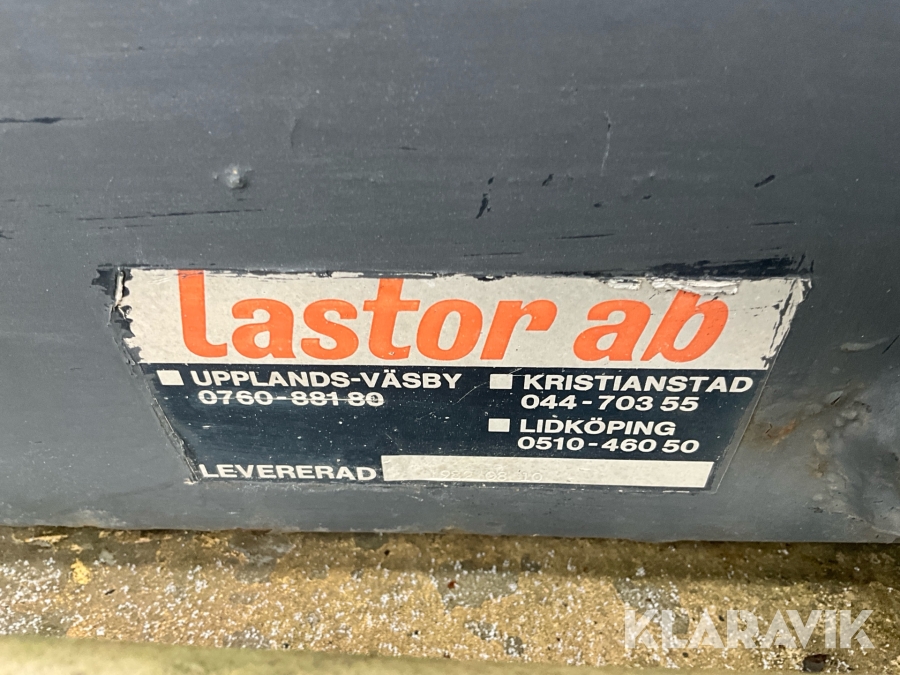 Lastor ab
UPPLANDS-VÄSBY
0760-881 80
KRISTIANSTAD
044-703 55
LIDKÖPING
0510-460 50
LEVERERAD
KLARAVIK